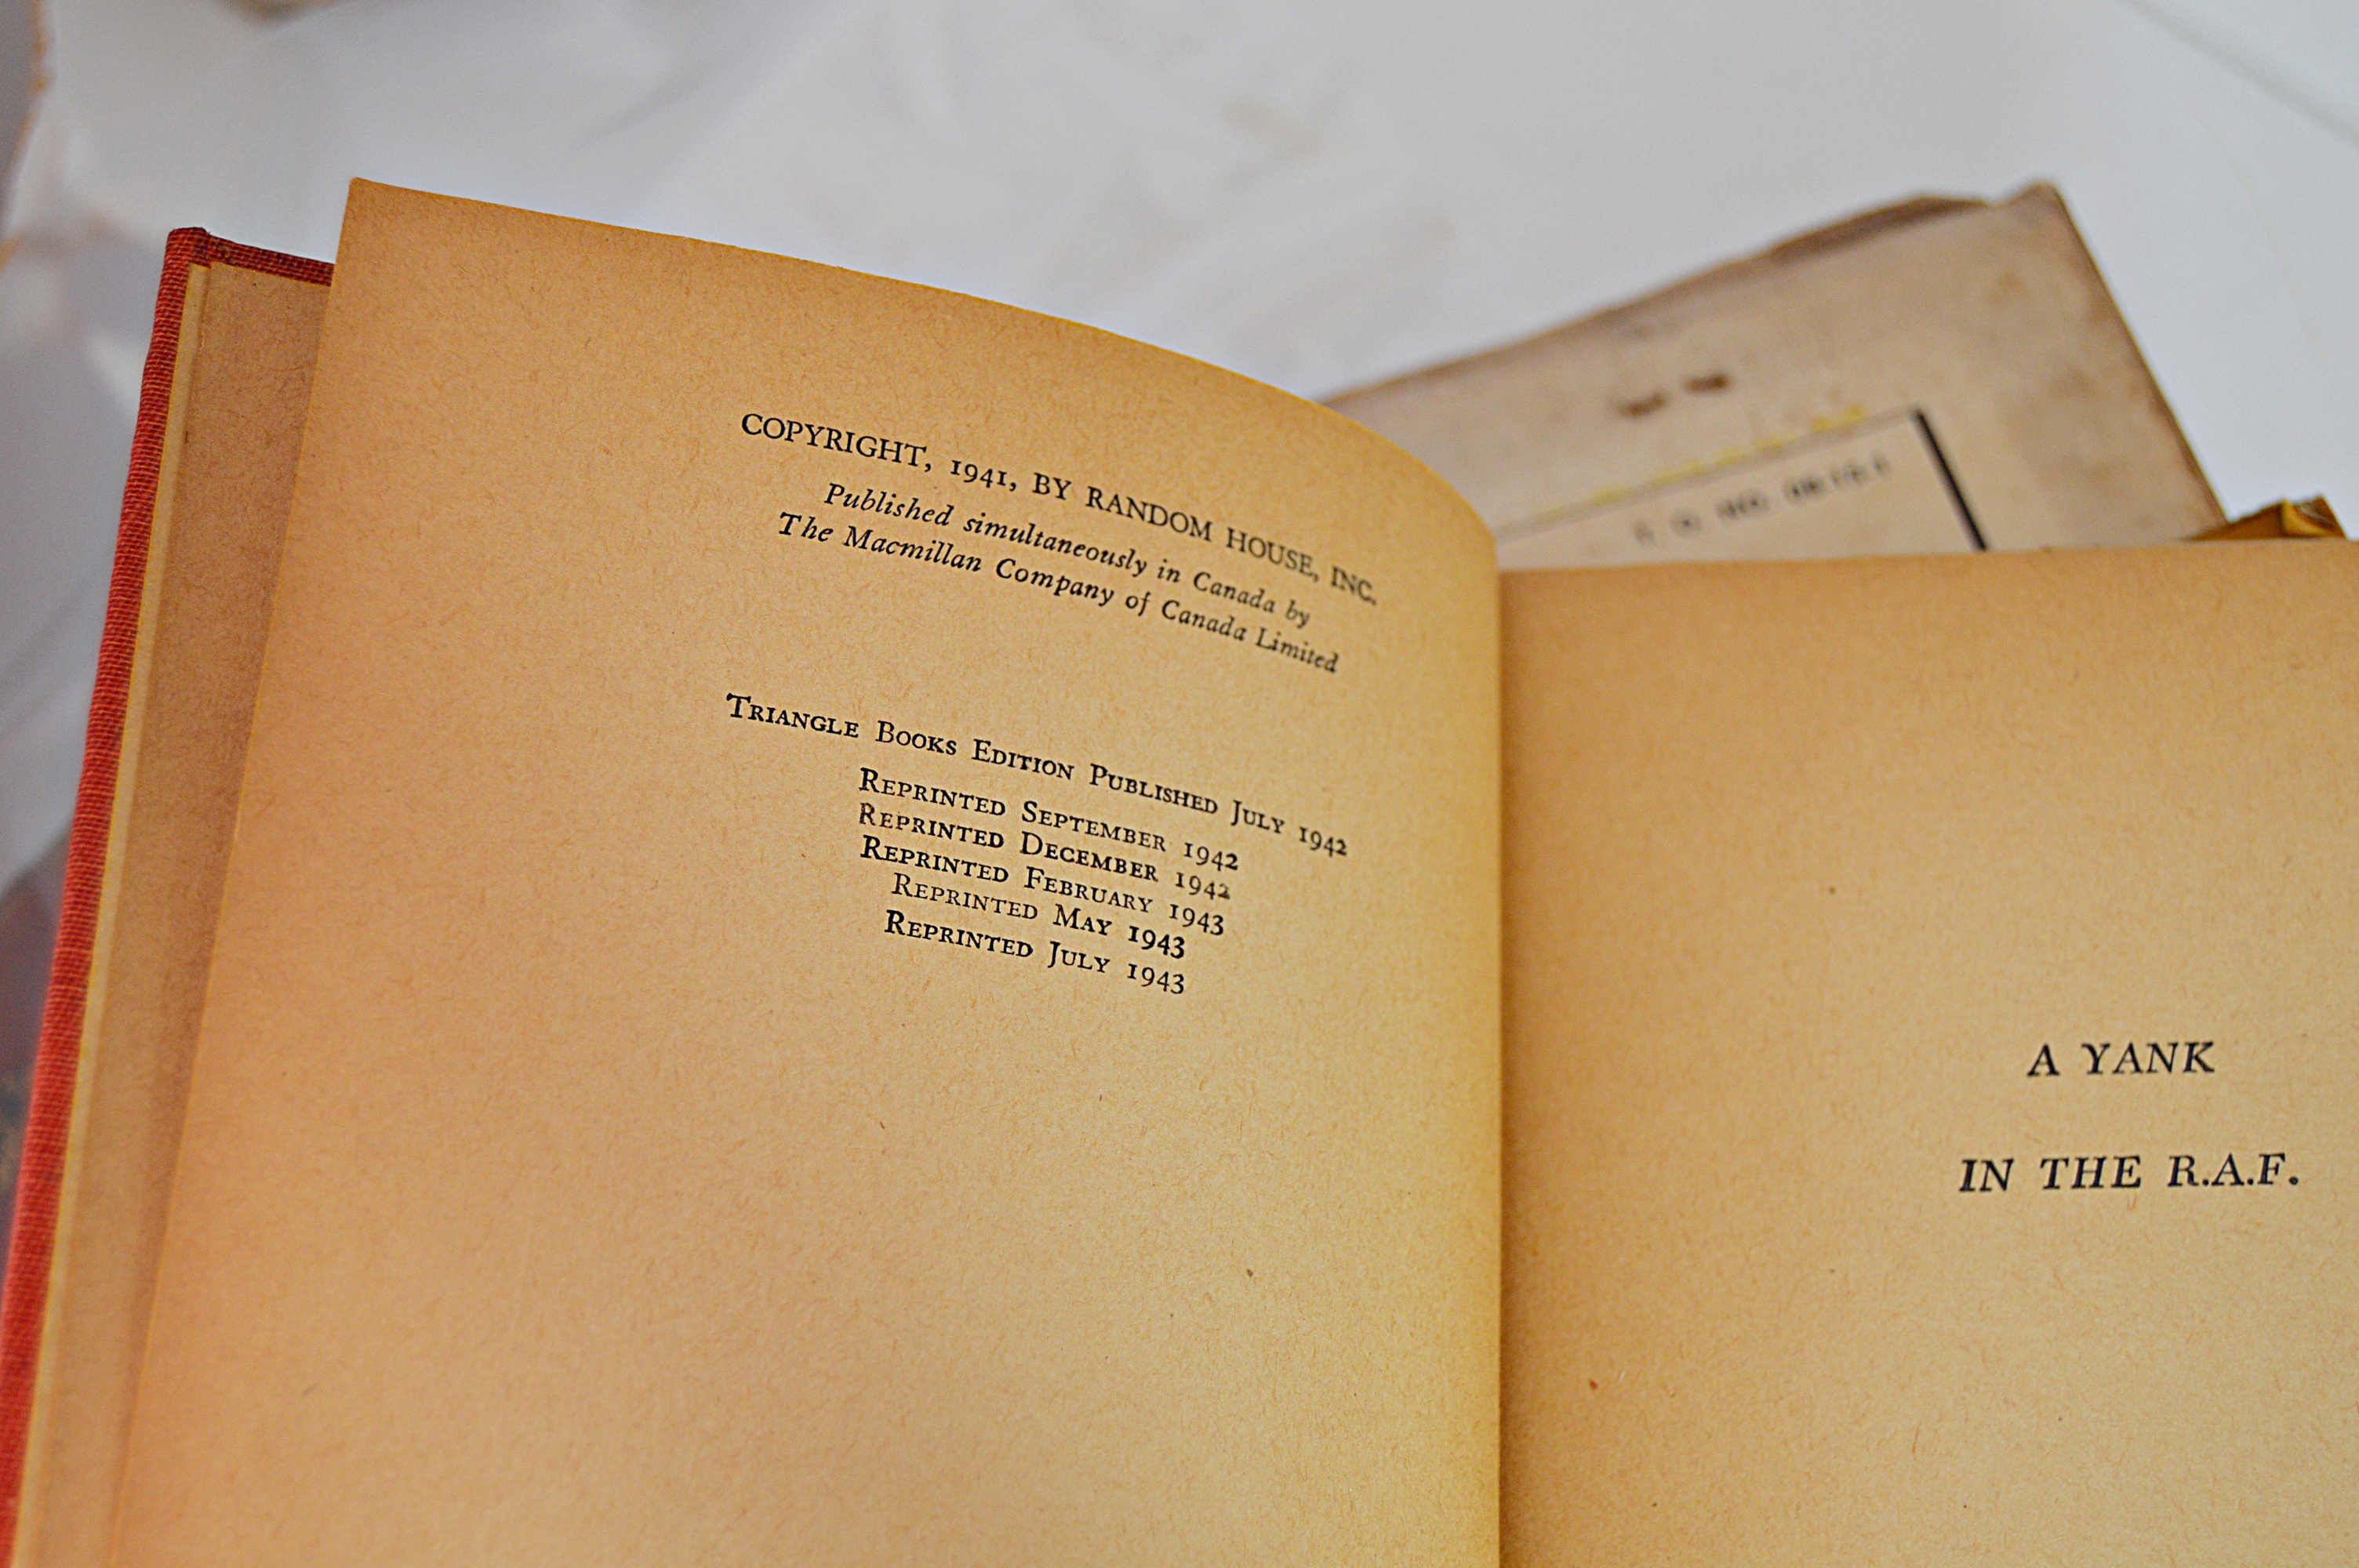 COPYRIGHT, 1941, BY RANDOM HOUSE, INC.
Published simultaneously in Canada by
The Macmillan Company of Canada Limited
TRIANGLE BOOKS EDITION PUBLISHED JULY 1942
REPRINTED SEPTEMBER 1942
REPRINTED DECEMBER 1942
REPRINTED FEBRUARY 1943
REPRINTED MAY 1943
REPRINTED JULY 1943
A YANK
IN THE R.A.F.